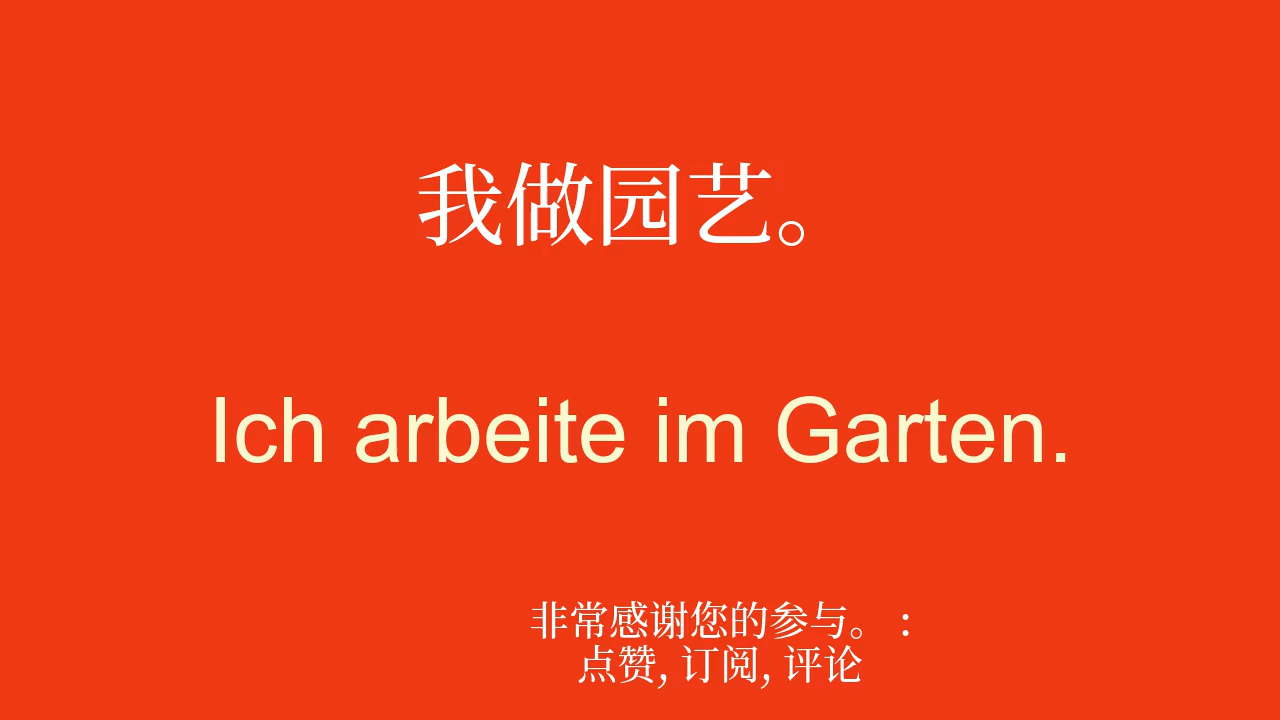 我做园艺。
Ich arbeite im Garten.
非常感谢您的参与。 :
点赞, 订阅, 评论